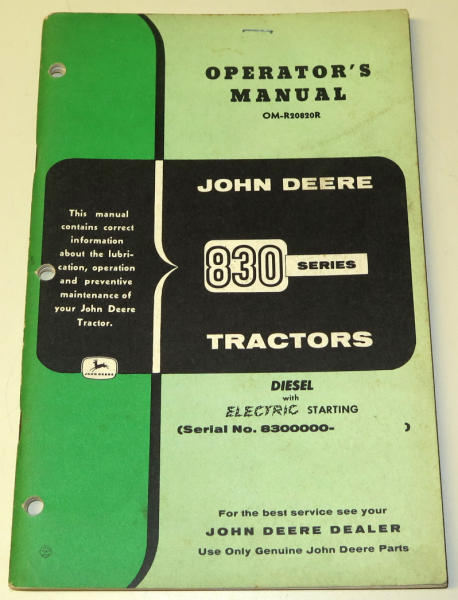 OPERATOR'S
MANUAL
OM-R20820R
JOHN DEERE
830 SERIES
TRACTORS
This manual
contains correct
information
about the lubri-
cation, operation
and preventive
maintenance of
your John Deere
Tractor.
JOHN DEERE
DIESEL
with
ELECTRIC STARTING
(Serial No. 8300000- )
For the best service see your
JOHN DEERE DEALER
Use Only Genuine John Deere Parts